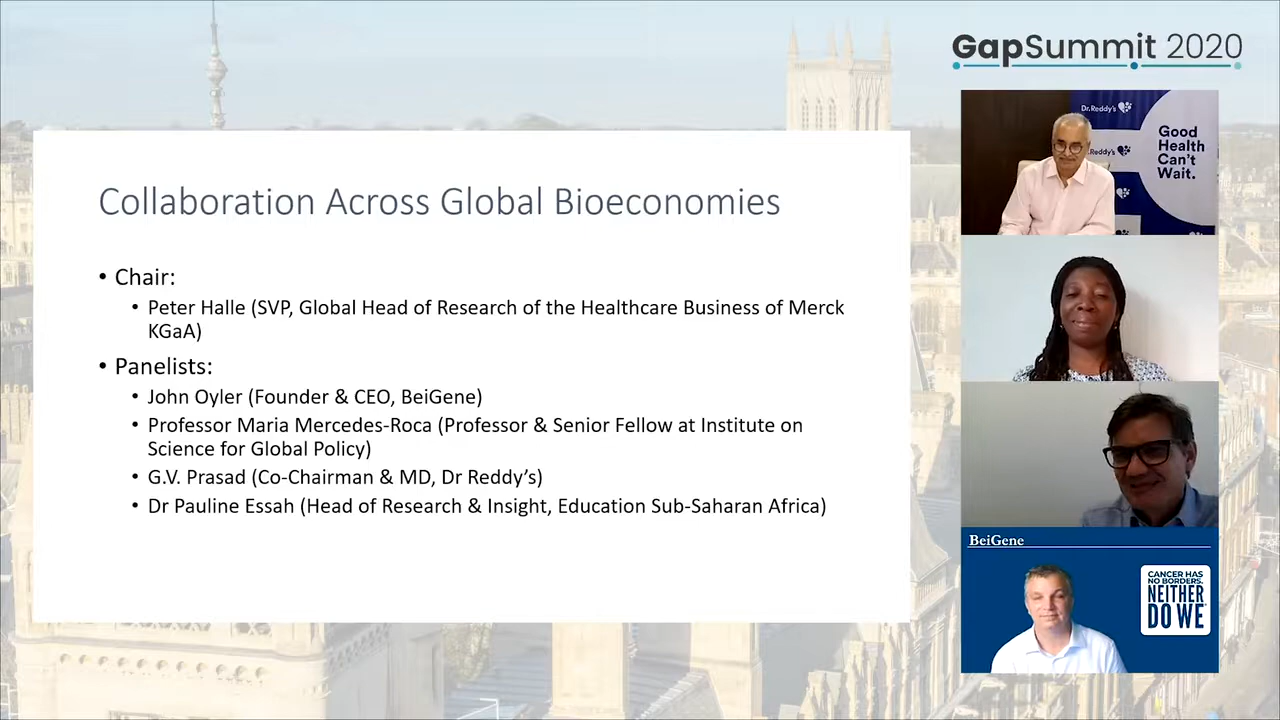 GapSummit 2020
Collaboration Across Global Bioeconomies
• Chair:
• Peter Halle (SVP, Global Head of Research of the Healthcare Business of Merck
KGaA)
• Panelists:
• John Oyler (Founder & CEO, BeiGene)
• Professor Maria Mercedes-Roca (Professor & Senior Fellow at Institute on
Science for Global Policy)
• G.V. Prasad (Co-Chairman & MD, Dr Reddy's)
• Dr Pauline Essah (Head of Research & Insight, Education Sub-Saharan Africa)
Dr.Reddy's
Reddy's
Good
Health
Can't
Wait.
BeiGene
CANCER HAS
NO BORDERS.
NEITHER
DO WE